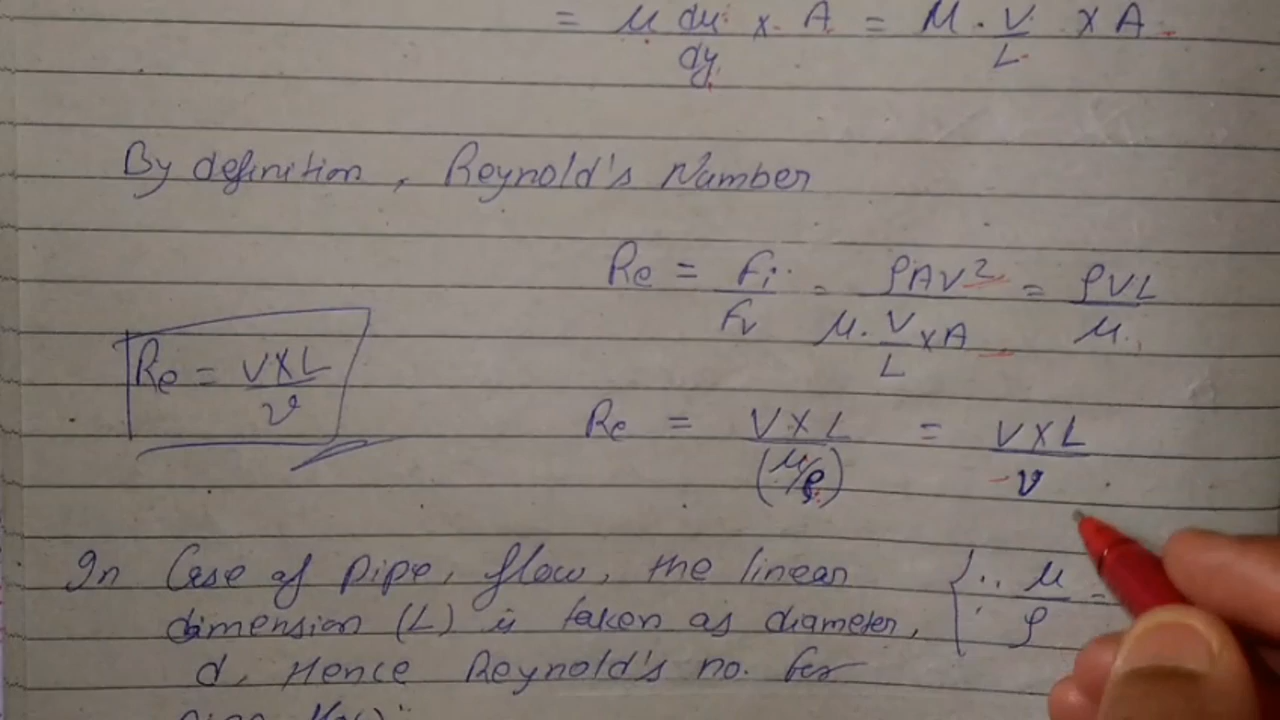 = μ du/dy × A = μ · V/L × A
By definition, Reynold's Number
Re = Fi/Fv = ρAV²/(μ · V/L × A) = ρVL/μ
Re = V×L/ν
Re = V×L/(μ/ρ) = V×L/ν
In Case of pipe, flow, the linear { ∵ μ/ρ =
dimension (L) is taken as diameter,
d, Hence Reynold's no. for